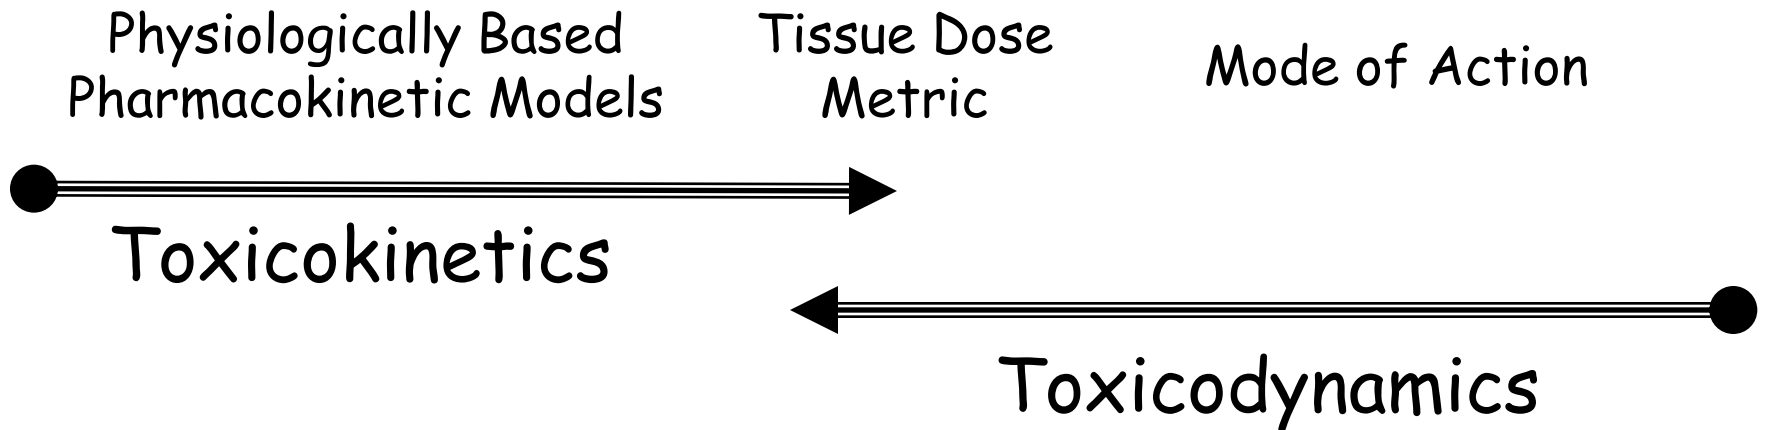 Physiologically Based
Pharmacokinetic Models
Tissue Dose
Metric
Mode of Action
Toxicokinetics
Toxicodynamics